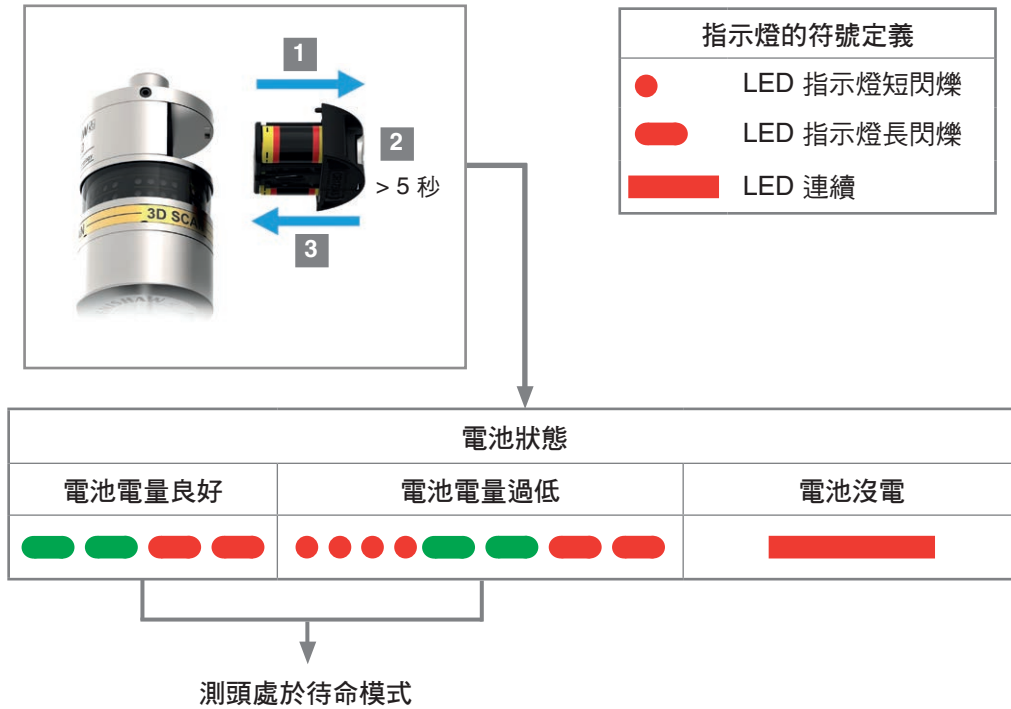 1
2
> 5 秒
3
3D SCA
指示燈的符號定義
LED 指示燈短閃爍
LED 指示燈長閃爍
LED 連續
電池狀態
電池電量良好
電池電量過低
電池沒電
測頭處於待命模式